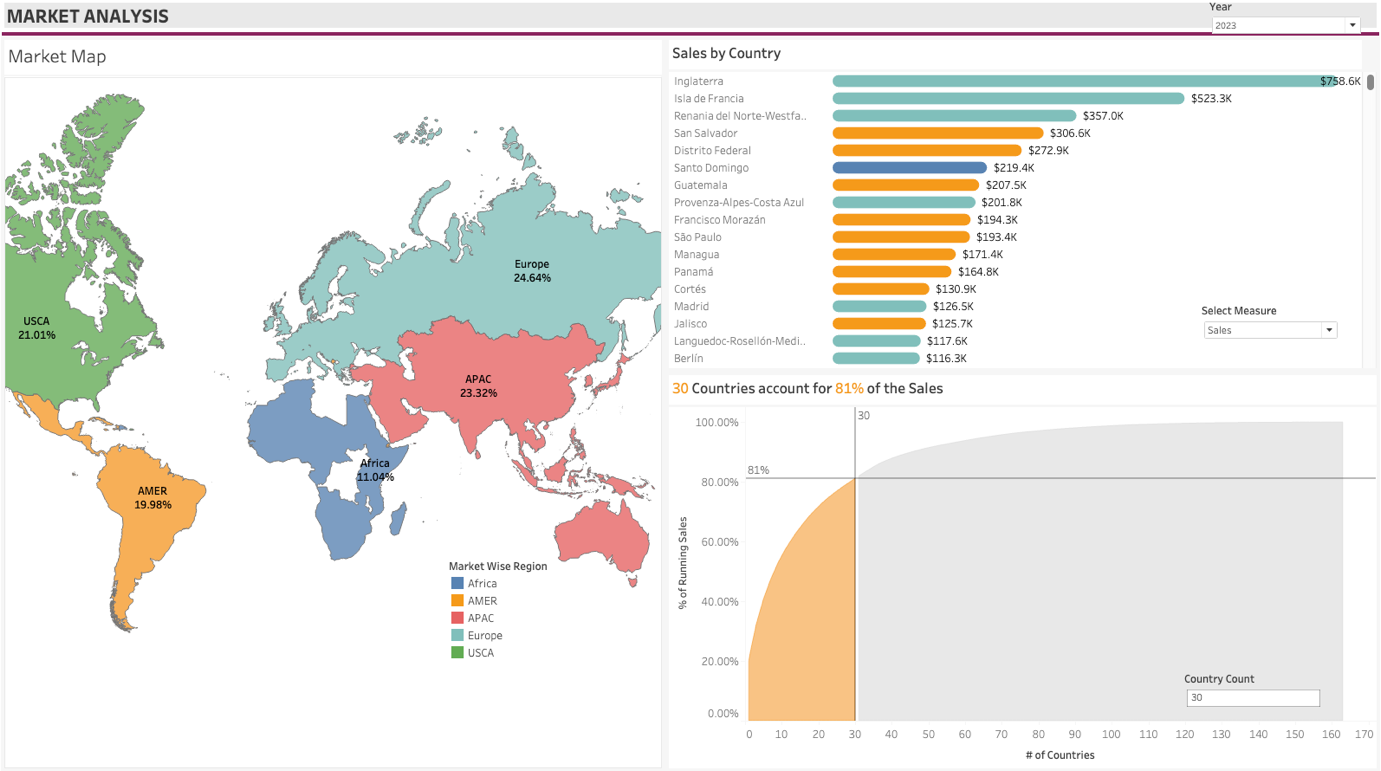 MARKET ANALYSIS
Year
2023
Market Map
USCA
21.01%
AMER
19.98%
Europe
24.64%
APAC
23.32%
Africa
11.04%
Market Wise Region
Africa
AMER
APAC
Europe
USCA
Sales by Country
Inglaterra $758.6K
Isla de Francia $523.3K
Renania del Norte-Westfa.. $357.0K
San Salvador $306.6K
Distrito Federal $272.9K
Santo Domingo $219.4K
Guatemala $207.5K
Provenza-Alpes-Costa Azul $201.8K
Francisco Morazán $194.3K
São Paulo $193.4K
Managua $171.4K
Panamá $164.8K
Cortés $130.9K
Madrid $126.5K
Jalisco $125.7K
Languedoc-Rosellón-Medi.. $117.6K
Berlín $116.3K
Select Measure
Sales
30 Countries account for 81% of the Sales
30
81%
% of Running Sales
100.00%
80.00%
60.00%
40.00%
20.00%
0.00%
Country Count
30
0 10 20 30 40 50 60 70 80 90 100 110 120 130 140 150 160 170
# of Countries